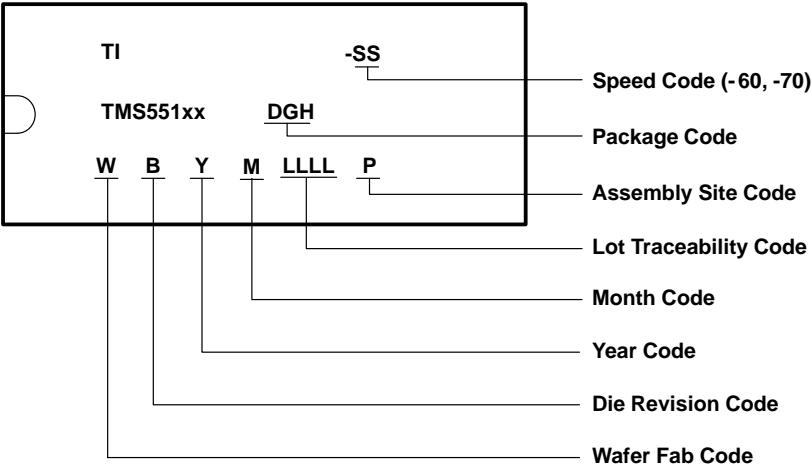 TI -SS
Speed Code (-60, -70)
TMS551xx DGH
Package Code
W B Y M LLLL P
Assembly Site Code
Lot Traceability Code
Month Code
Year Code
Die Revision Code
Wafer Fab Code